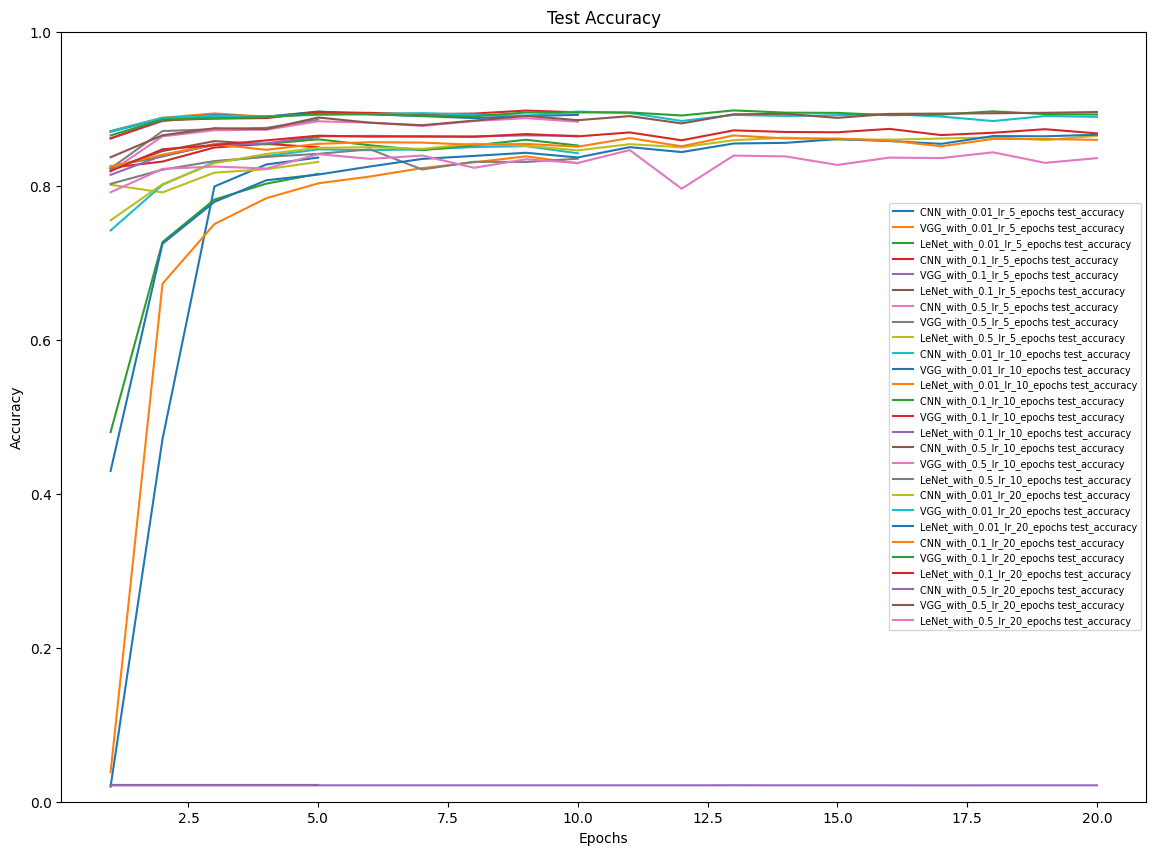 Test Accuracy
1.0
0.8
0.6
0.4
0.2
0.0
Accuracy
CNN_with_0.01_lr_5_epochs test_accuracy
VGG_with_0.01_lr_5_epochs test_accuracy
LeNet_with_0.01_lr_5_epochs test_accuracy
CNN_with_0.1_lr_5_epochs test_accuracy
VGG_with_0.1_lr_5_epochs test_accuracy
LeNet_with_0.1_lr_5_epochs test_accuracy
CNN_with_0.5_lr_5_epochs test_accuracy
VGG_with_0.5_lr_5_epochs test_accuracy
LeNet_with_0.5_lr_5_epochs test_accuracy
CNN_with_0.01_lr_10_epochs test_accuracy
VGG_with_0.01_lr_10_epochs test_accuracy
LeNet_with_0.01_lr_10_epochs test_accuracy
CNN_with_0.1_lr_10_epochs test_accuracy
VGG_with_0.1_lr_10_epochs test_accuracy
LeNet_with_0.1_lr_10_epochs test_accuracy
CNN_with_0.5_lr_10_epochs test_accuracy
VGG_with_0.5_lr_10_epochs test_accuracy
LeNet_with_0.5_lr_10_epochs test_accuracy
CNN_with_0.01_lr_20_epochs test_accuracy
VGG_with_0.01_lr_20_epochs test_accuracy
LeNet_with_0.01_lr_20_epochs test_accuracy
CNN_with_0.1_lr_20_epochs test_accuracy
VGG_with_0.1_lr_20_epochs test_accuracy
LeNet_with_0.1_lr_20_epochs test_accuracy
CNN_with_0.5_lr_20_epochs test_accuracy
VGG_with_0.5_lr_20_epochs test_accuracy
LeNet_with_0.5_lr_20_epochs test_accuracy
2.5 5.0 7.5 10.0 12.5 15.0 17.5 20.0
Epochs